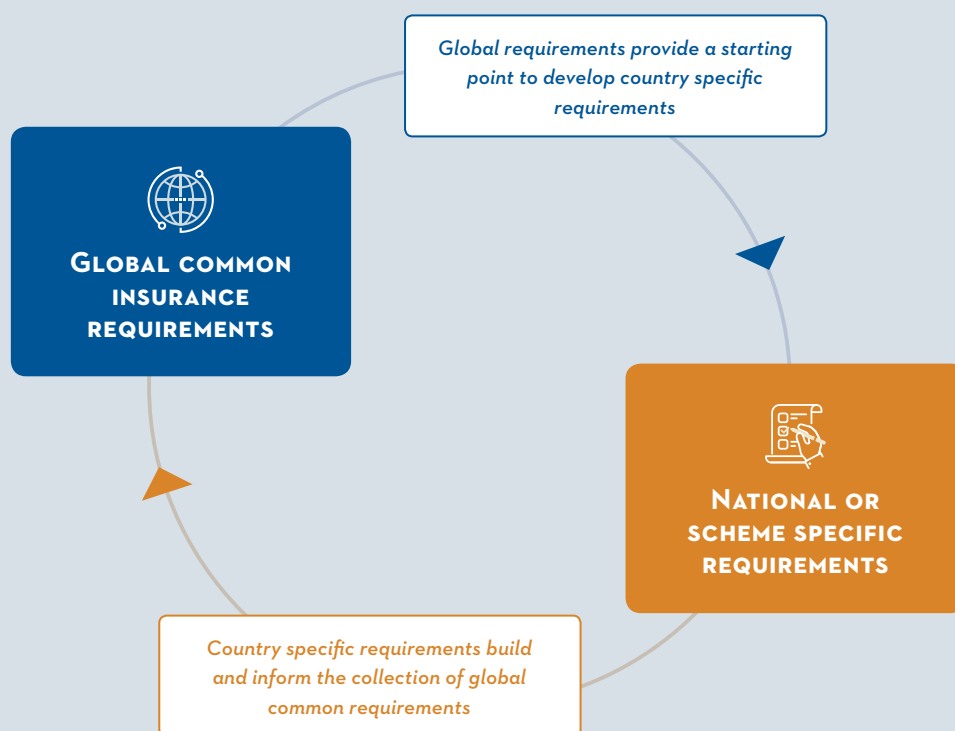 Global requirements provide a starting
point to develop country specific
requirements
Global common
insurance
requirements
National or
scheme specific
requirements
Country specific requirements build
and inform the collection of global
common requirements